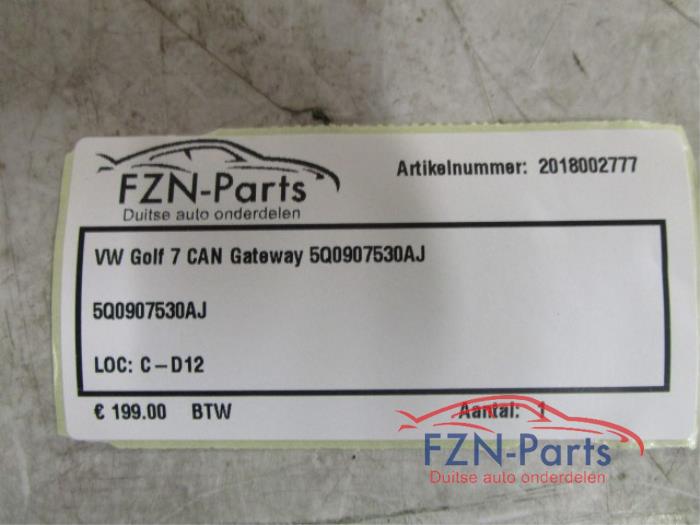 FZN-Parts
Duitse auto onderdelen
Artikelnummer: 2018002777
VW Golf 7 CAN Gateway 5Q0907530AJ
5Q0907530AJ
LOC: C-D12
€ 199.00 BTW Aantal: 1
FZN-Parts
Duitse auto onderdelen